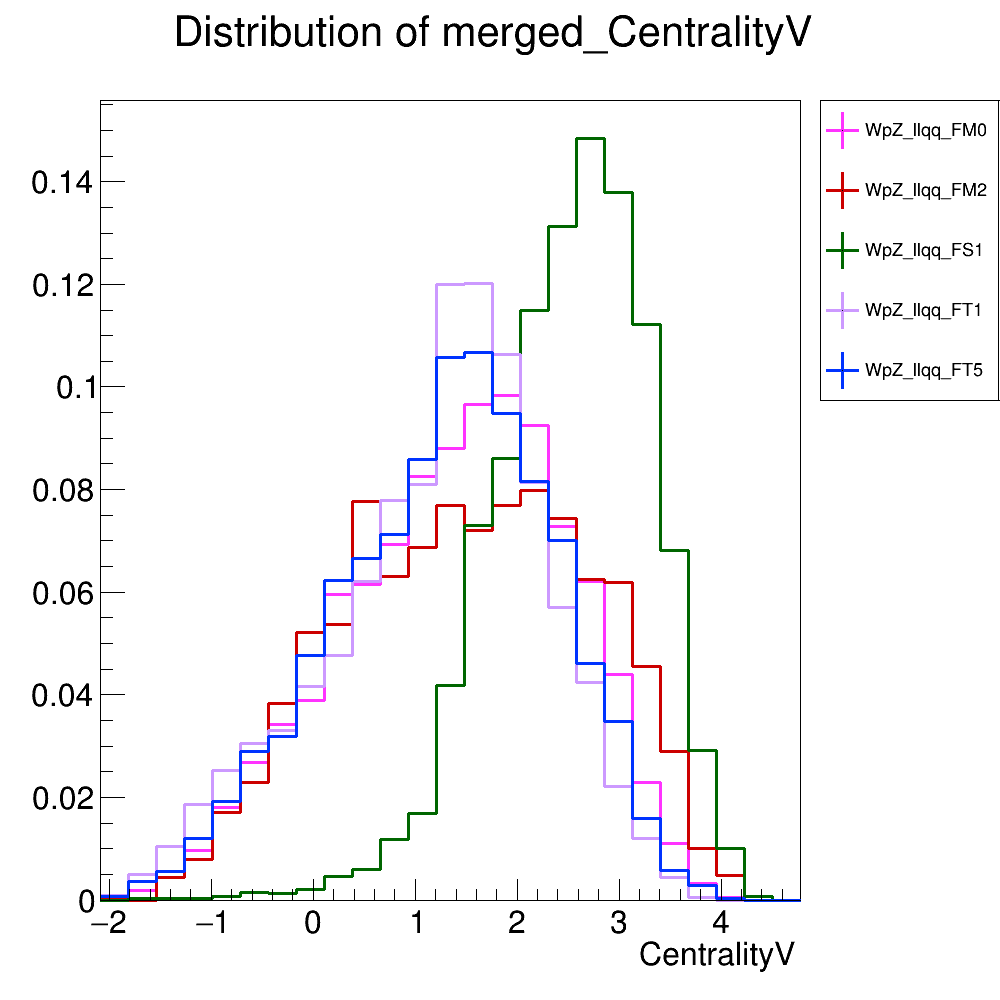 Distribution of merged_CentralityV
WpZ_llqq_FM0
WpZ_llqq_FM2
WpZ_llqq_FS1
WpZ_llqq_FT1
WpZ_llqq_FT5
0.14
0.12
0.1
0.08
0.06
0.04
0.02
0
−2 −1 0 1 2 3 4
CentralityV